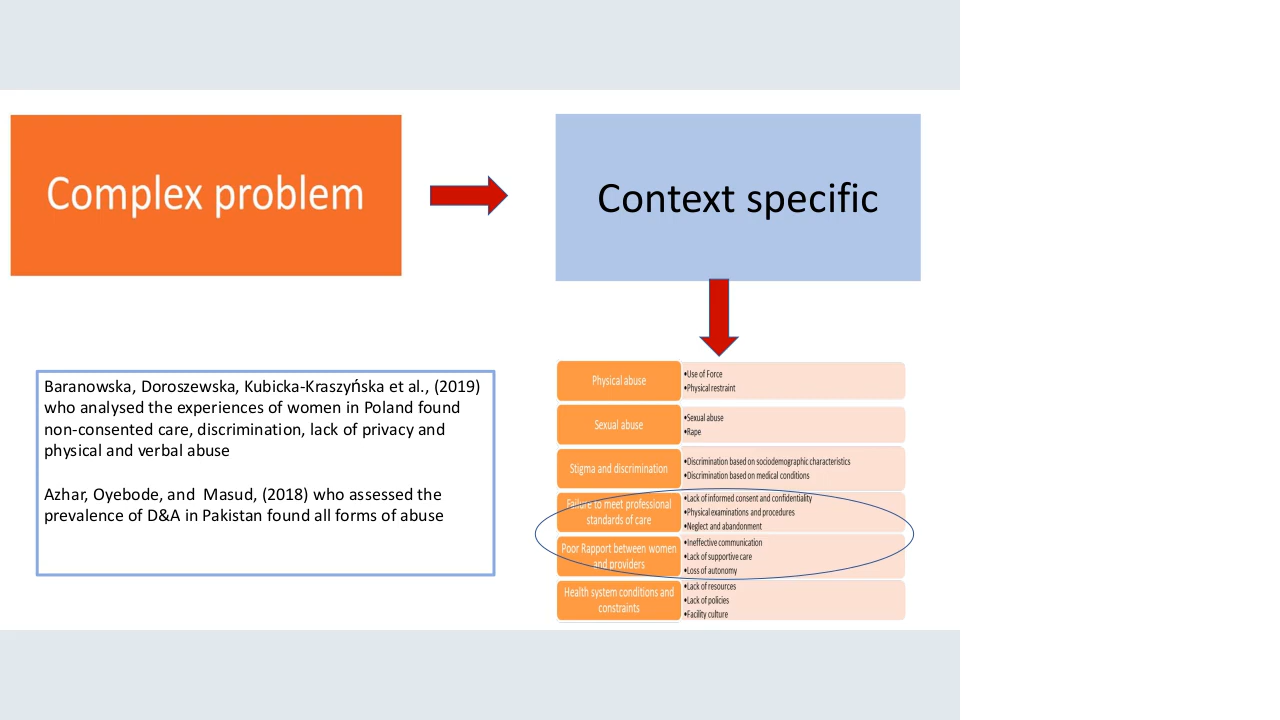 Complex problem
Context specific
Baranowska, Doroszewska, Kubicka-Kraszyńska et al., (2019)
who analysed the experiences of women in Poland found
non-consented care, discrimination, lack of privacy and
physical and verbal abuse
Azhar, Oyebode, and  Masud, (2018) who assessed the
prevalence of D&A in Pakistan found all forms of abuse
Physical abuse
•Use of Force
•Physical restraint
Sexual abuse
•Sexual abuse
•Rape
Stigma and discrimination
•Discrimination based on sociodemographic characteristics
•Discrimination based on medical conditions
Failure to meet professional
standards of care
•Lack of informed consent and confidentiality
•Physical examinations and procedures
•Neglect and abandonment
Poor Rapport between women
and providers
•Ineffective communication
•Lack of supportive care
•Loss of autonomy
Health system conditions and
constraints
•Lack of resources
•Lack of policies
•Facility culture